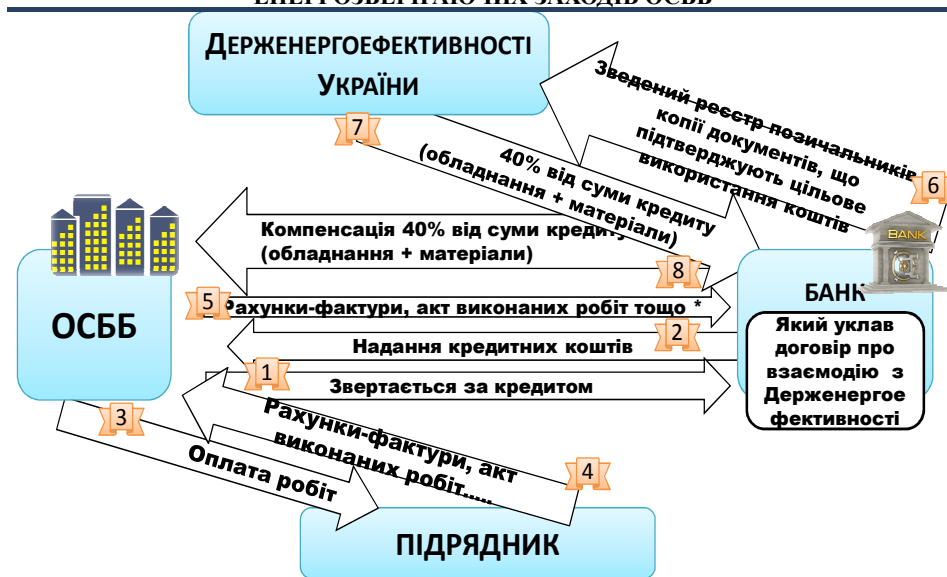 ЕНЕРГОЗБЕРІГАЮЧИХ ЗАХОДІВ ОСББ
ДЕРЖЕНЕРГОЕФЕКТИВНОСТІ
УКРАЇНИ
7
Зведений реєстр позичальників
копії документів, що
підтверджують цільове
використання коштів
6
40% від суми кредиту
(обладнання + матеріали)
Компенсація 40% від суми кредиту
(обладнання + матеріали)
8
BANK
БАНК
Який уклав
договір про
взаємодію з
Держенергое
фективності
ОСББ
5
Рахунки-фактури, акт виконаних робіт тощо *
2
Надання кредитних коштів
1
Звертається за кредитом
3
Оплата робіт
Рахунки-фактури, акт
виконаних робіт.....
4
ПІДРЯДНИК